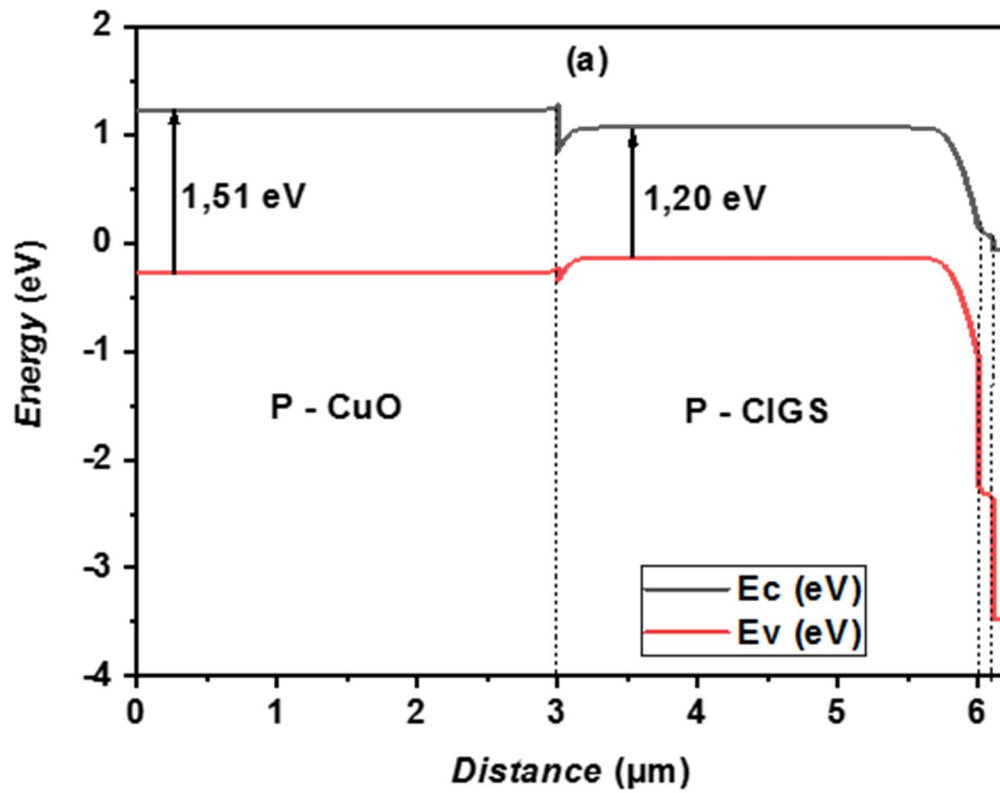 2
(a)
1
1,51 eV
1,20 eV
0
Energy (eV)
-1
P - CuO
P - CIGS
-2
-3
Ec (eV)
Ev (eV)
-4
0 1 2 3 4 5 6
Distance (µm)